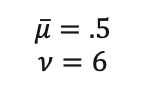 μ̄ = .5
ν = 6